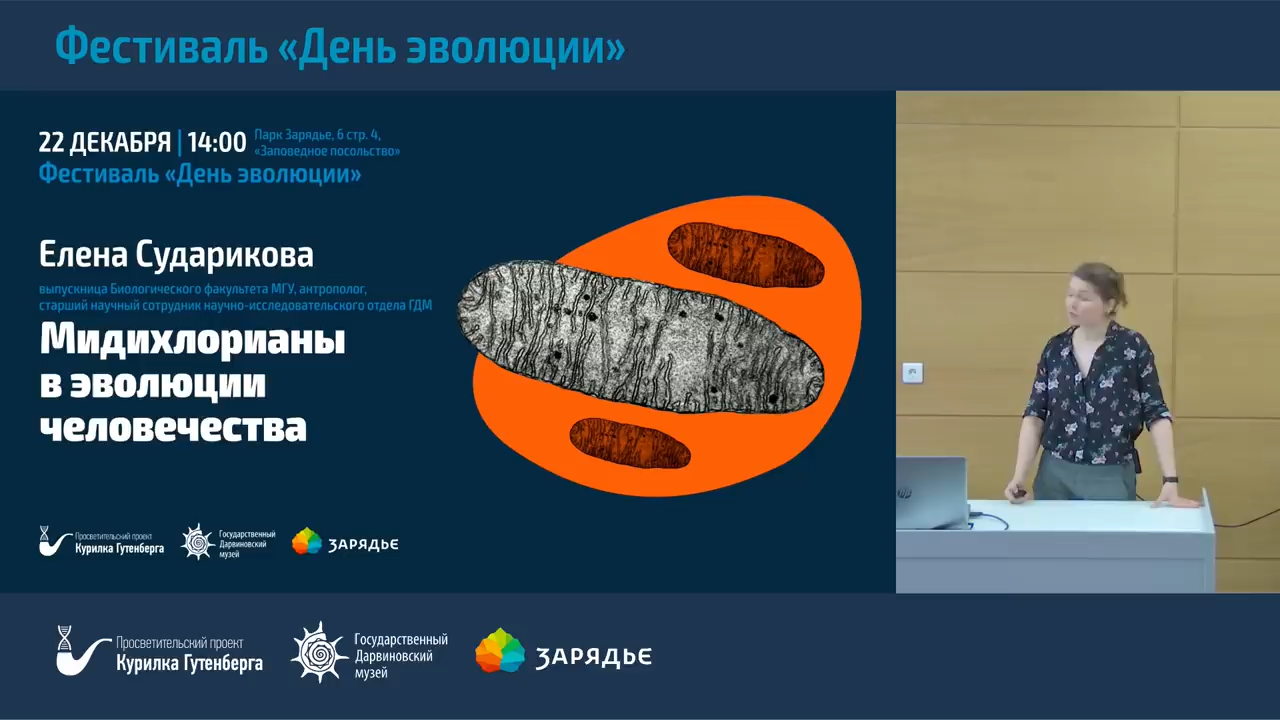 Фестиваль «День эволюции»
22 ДЕКАБРЯ | 14:00
Парк Зарядье, 6 стр. 4,
«Заповедное посольство»
Фестиваль «День эволюции»
Елена Сударикова
выпускница Биологического факультета МГУ, антрополог,
старший научный сотрудник научно-исследовательского отдела ГДМ
Мидихлорианы
в эволюции
человечества
Просветительский проект
Курилка Гутенберга
Государственный
Дарвиновский
музей
ЗАРЯДЬЕ
hp
Просветительский проект
Курилка Гутенберга
Государственный
Дарвиновский
музей
ЗАРЯДЬЕ